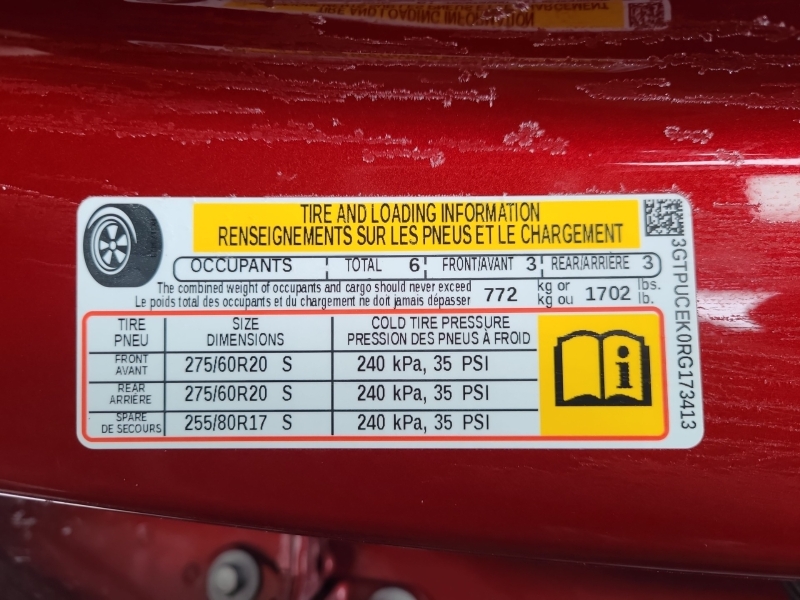 TIRE AND LOADING INFORMATION
RENSEIGNEMENTS SUR LES PNEUS ET LE CHARGEMENT
OCCUPANTS TOTAL 6 FRONT/AVANT 3 REAR/ARRIÈRE 3
The combined weight of occupants and cargo should never exceed 772 kg or 1702 lbs.
Le poids total des occupants et du chargement ne doit jamais dépasser kg ou lb.
TIRE SIZE COLD TIRE PRESSURE
PNEU DIMENSIONS PRESSION DES PNEUS À FROID
FRONT
AVANT 275/60R20 S 240 kPa, 35 PSI
REAR
ARRIÈRE 275/60R20 S 240 kPa, 35 PSI
SPARE
DE SECOURS 255/80R17 S 240 kPa, 35 PSI
3GTPUCEK0RG173413